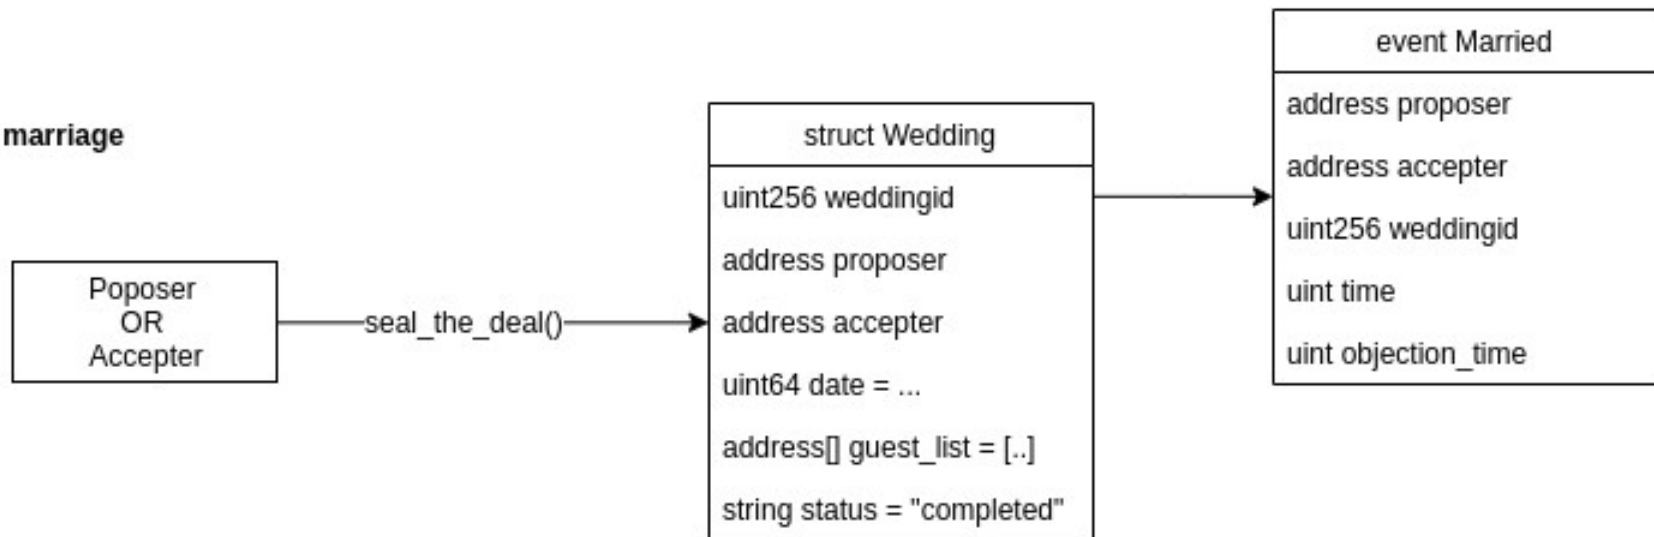 marriage
Poposer
OR
Accepter
seal_the_deal()
struct Wedding
uint256 weddingid
address proposer
address accepter
uint64 date = ...
address[] guest_list = [..]
string status = "completed"
event Married
address proposer
address accepter
uint256 weddingid
uint time
uint objection_time